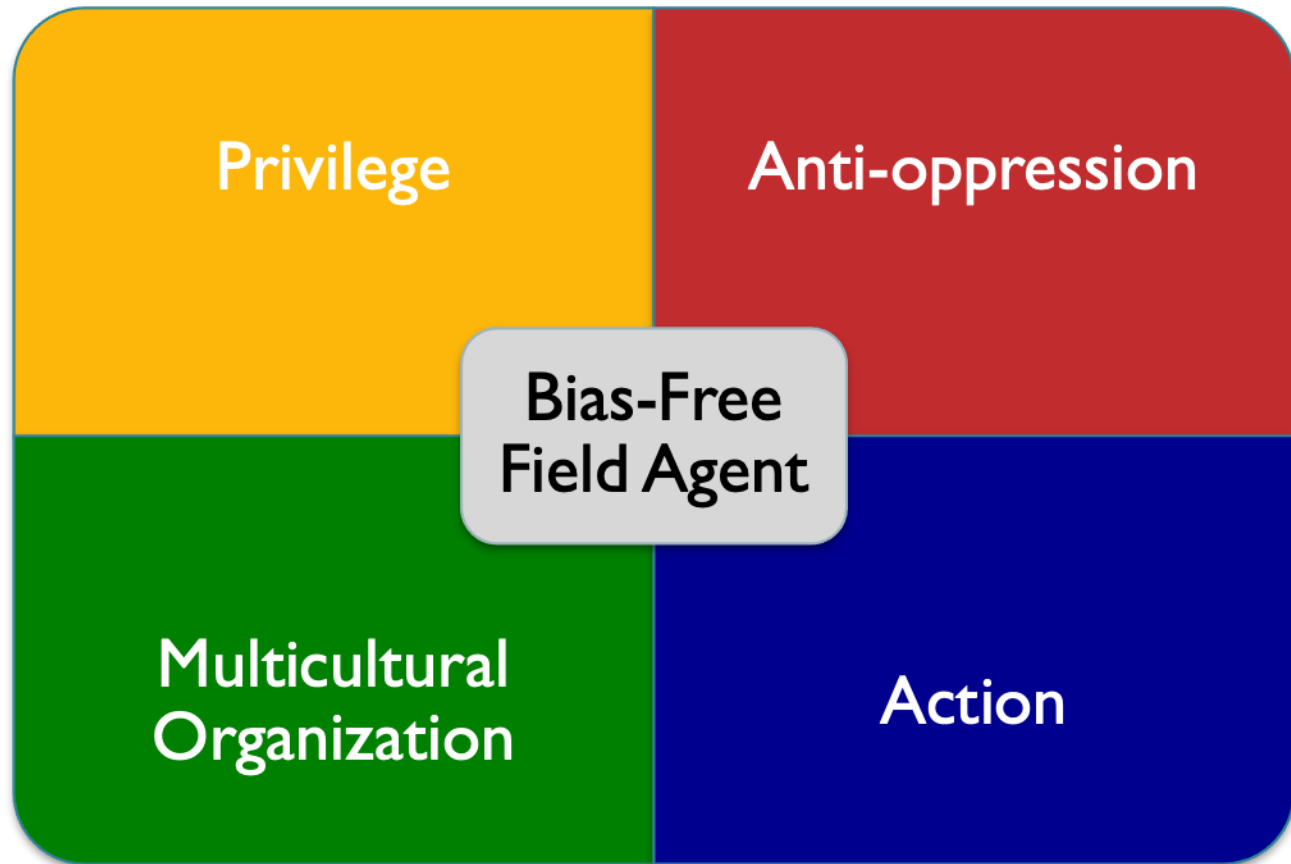 Privilege
Anti-oppression
Bias-Free
Field Agent
Multicultural
Organization
Action